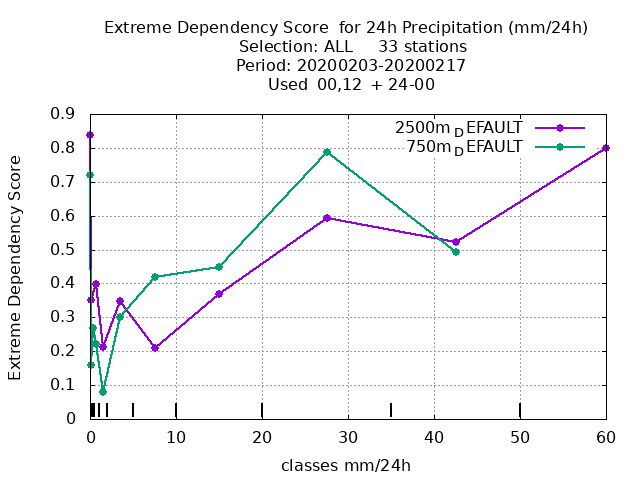 Extreme Dependency Score  for 24h Precipitation (mm/24h)
Selection: ALL     33 stations
Period: 20200203-20200217
Used  00,12  + 24-00
Extreme Dependency Score
0.9
0.8
0.7
0.6
0.5
0.4
0.3
0.2
0.1
0
2500m_DEFAULT
750m_DEFAULT
0 10 20 30 40 50 60
classes mm/24h